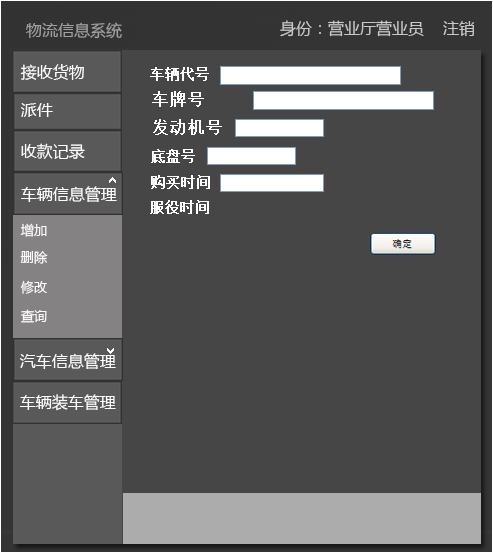 物流信息系统
身份：营业厅营业员 注销
接收货物
派件
收款记录
车辆信息管理
增加
删除
修改
查询
汽车信息管理
车辆装车管理
车辆代号
车牌号
发动机号
底盘号
购买时间
服役时间
确定